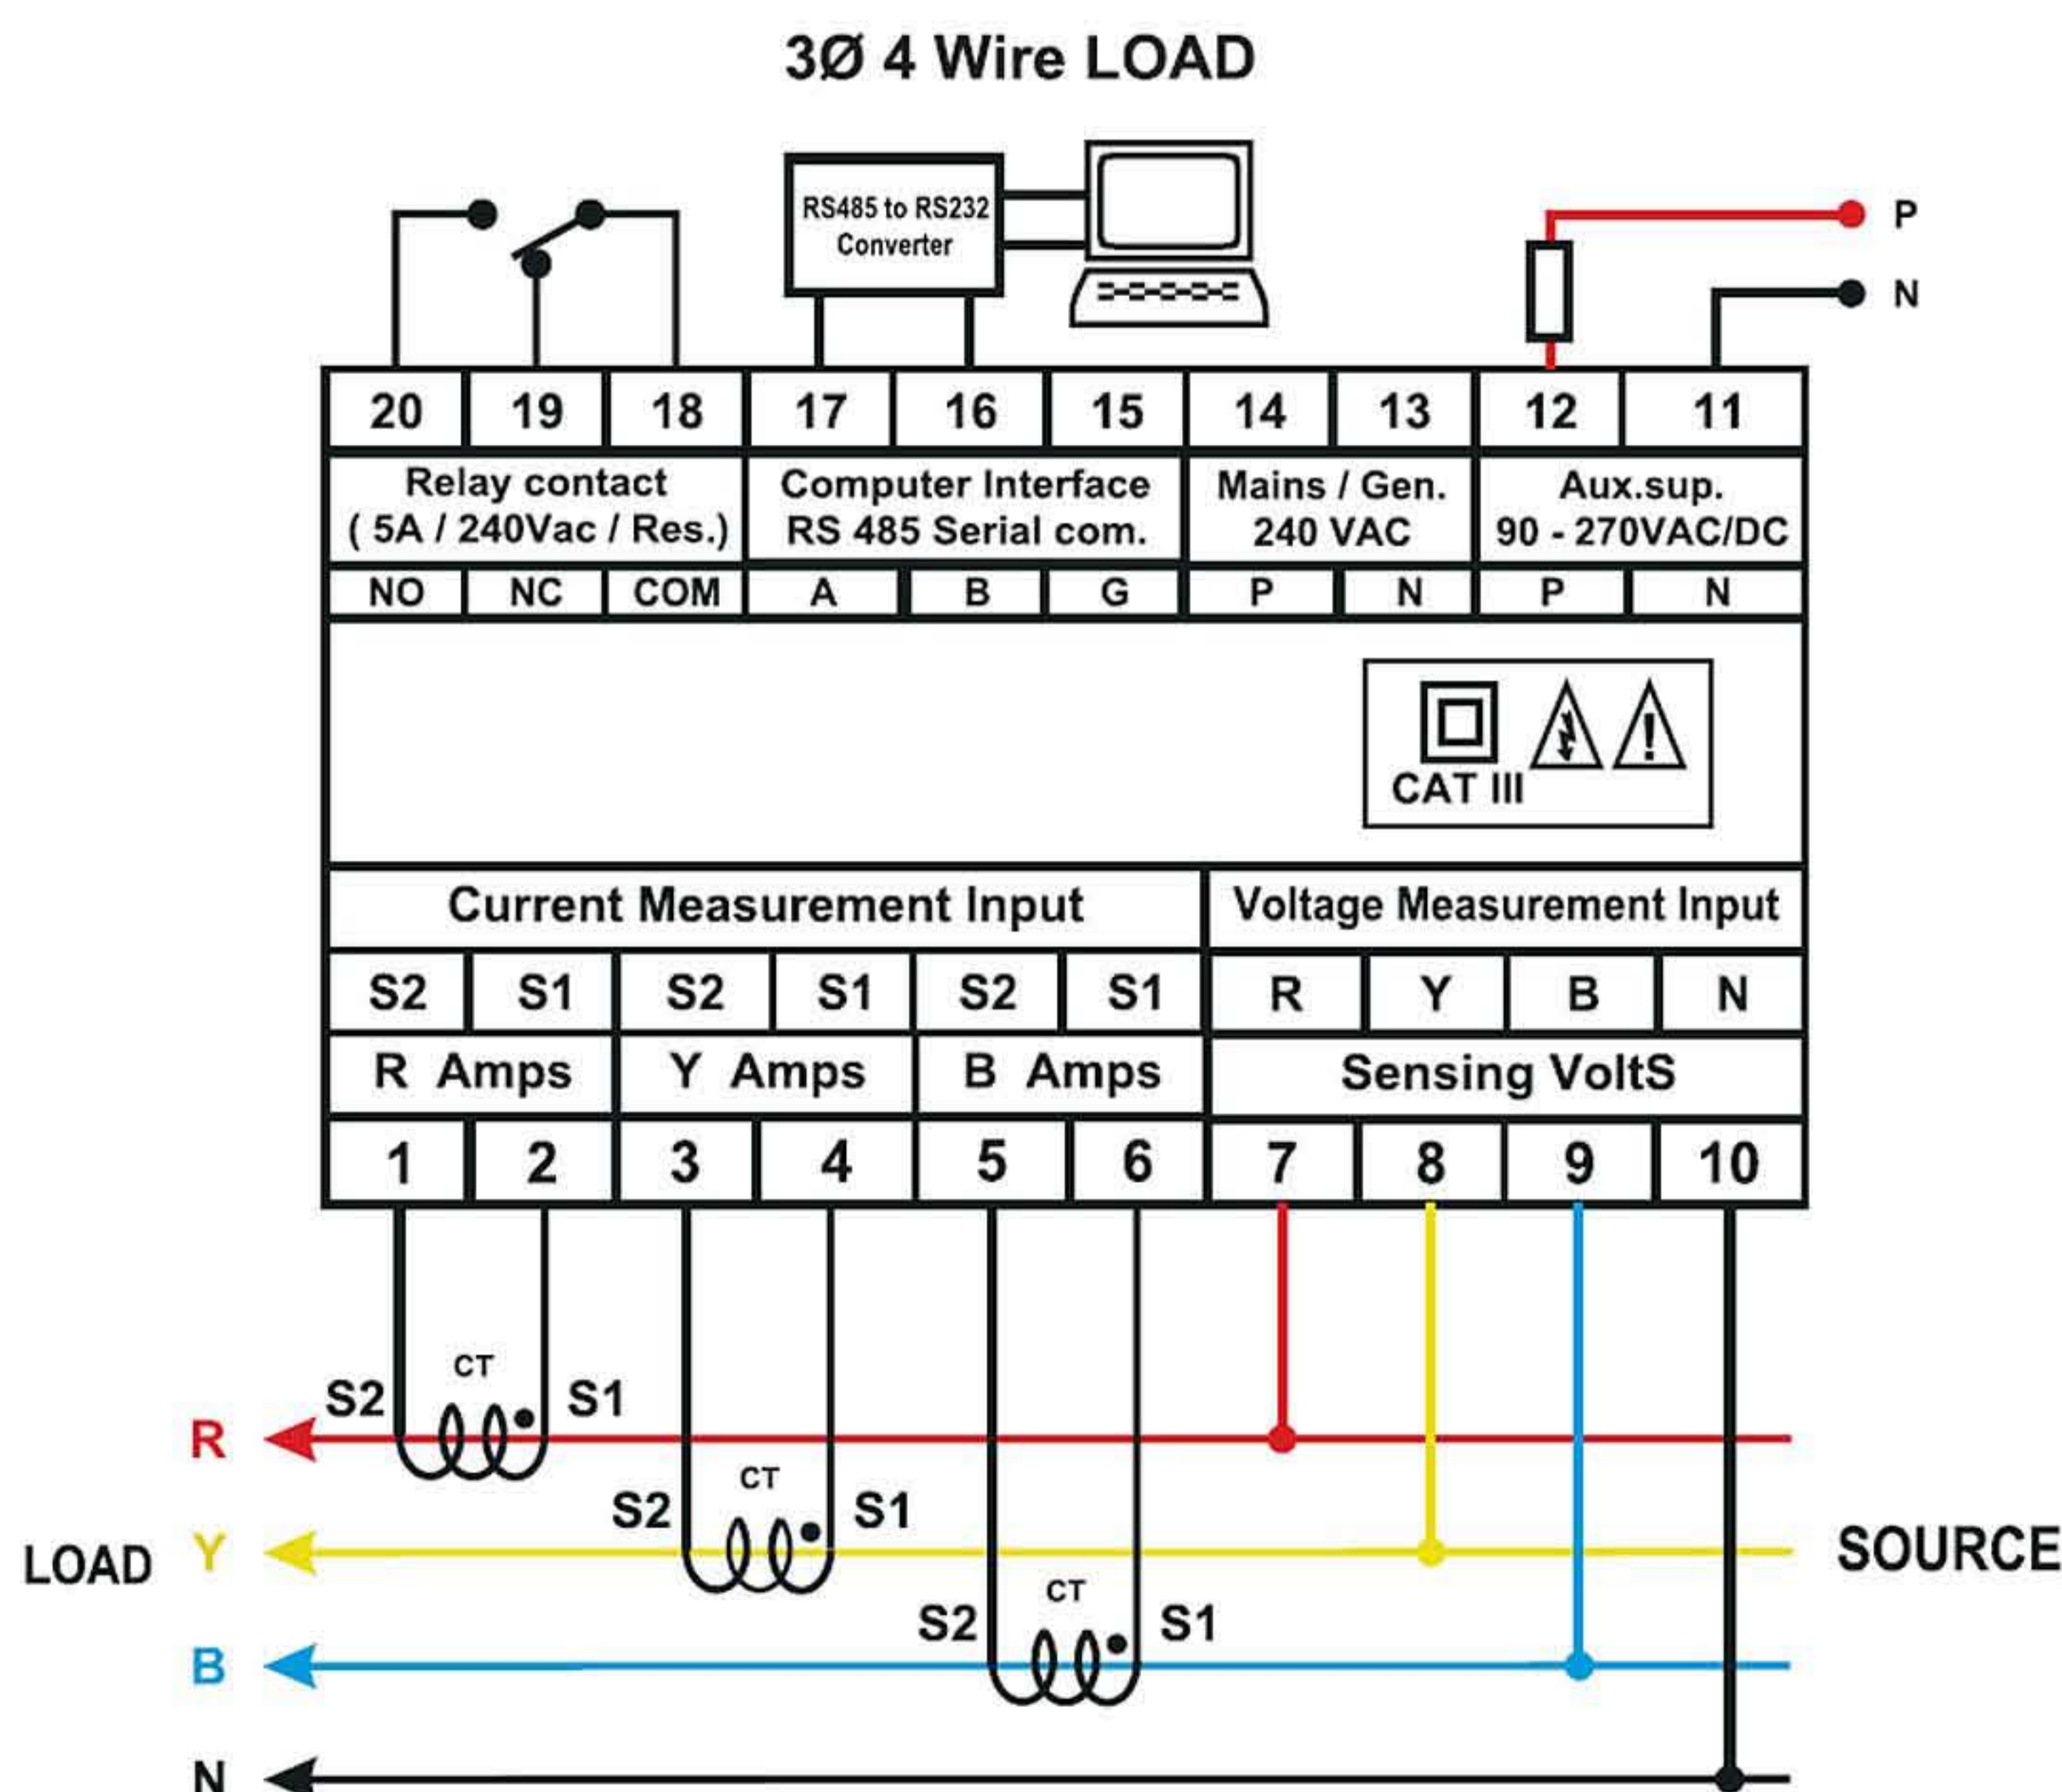 3Ø 4 Wire LOAD
RS485 to RS232
Converter
P
N
20 19 18 17 16 15 14 13 12 11
Relay contact
( 5A / 240Vac / Res.)
Computer Interface
RS 485 Serial com.
Mains / Gen.
240 VAC
Aux.sup.
90 - 270VAC/DC
NO NC COM A B G P N P N
CAT III
Current Measurement Input Voltage Measurement Input
S2 S1 S2 S1 S2 S1 R Y B N
R Amps Y Amps B Amps Sensing VoltS
1 2 3 4 5 6 7 8 9 10
CT
S2 S1
R
CT
S2 S1
LOAD Y SOURCE
CT
S2 S1
B
N